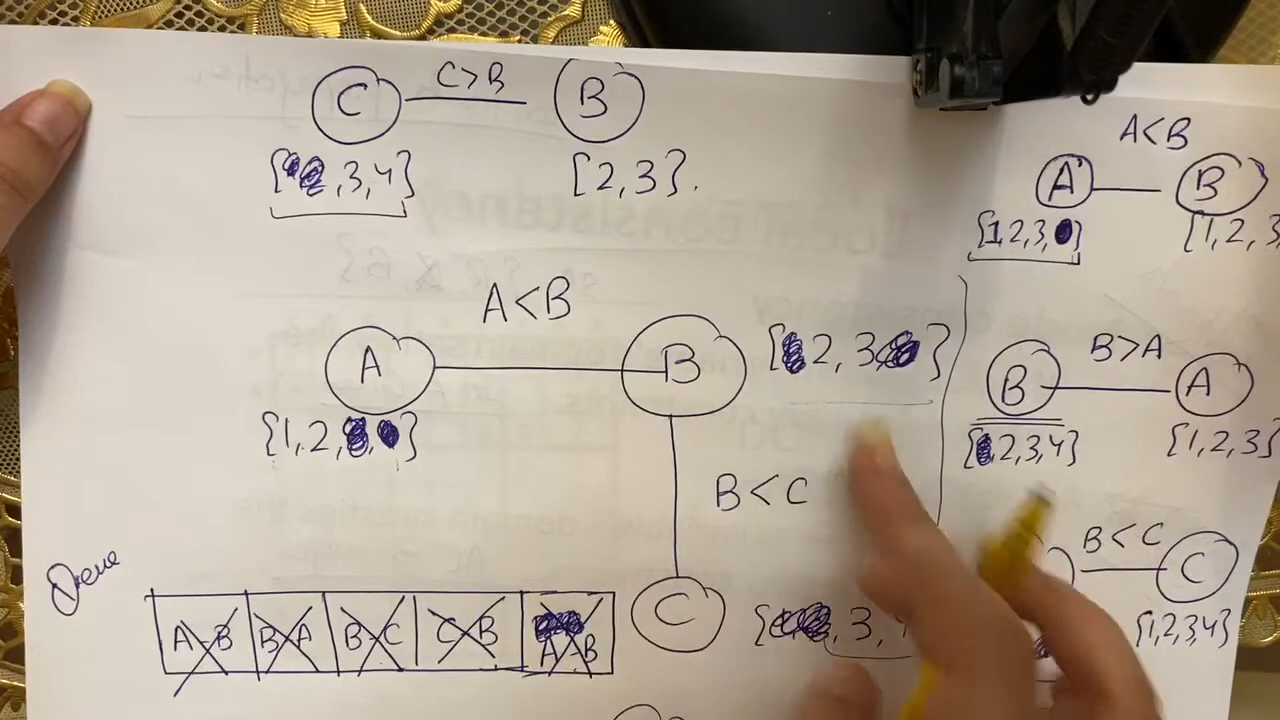 C C>B B
{ ,3,4} {2,3}.
A<B
A B
{1,2,3, } {1,2,3
A<B
A B { 2,3 }
{1,2, , }
B>A
B A
{ ,2,3,4} {1,2,3}
B<C
B<C
C
{1,2,3,4}
C { ,3,
Queue
A B B A B C C B A B